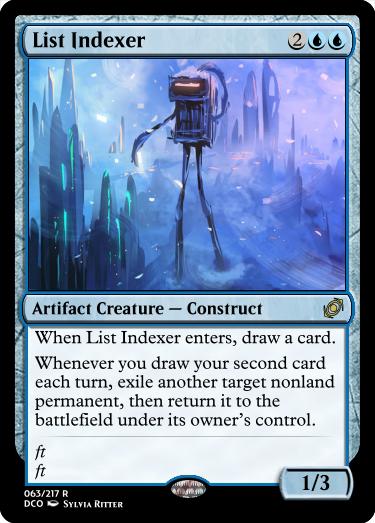 List Indexer 2
Artifact Creature — Construct
When List Indexer enters, draw a card.
Whenever you draw your second card
each turn, exile another target nonland
permanent, then return it to the
battlefield under its owner's control.
ft
ft
1/3
063/217 R
DCO Sylvia Ritter